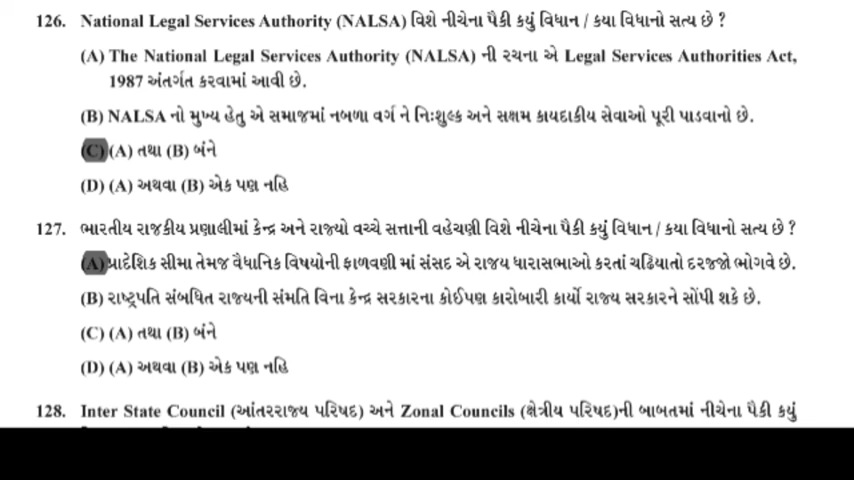 126. National Legal Services Authority (NALSA) વિશે નીચેના પૈકી કયું વિધાન / કયા વિધાનો સત્ય છે ?
(A) The National Legal Services Authority (NALSA) ની રચના એ Legal Services Authorities Act,
1987 અંતર્ગત કરવામાં આવી છે.
(B) NALSA નો મુખ્ય હેતુ એ સમાજમાં નબળા વર્ગ ને નિઃશુલ્ક અને સક્ષમ કાયદાકીય સેવાઓ પૂરી પાડવાનો છે.
(C) (A) તથા (B) બંને
(D) (A) અથવા (B) એક પણ નહિ
127. ભારતીય રાજકીય પ્રણાલીમાં કેન્દ્ર અને રાજ્યો વચ્ચે સત્તાની વહેચણી વિશે નીચેના પૈકી કયું વિધાન / કયા વિધાનો સત્ય છે ?
(A) પ્રાદેશિક સીમા તેમજ વૈધાનિક વિષયોની ફાળવણી માં સંસદ એ રાજ્ય ધારાસભાઓ કરતાં ચઢિયાતો દરજ્જો ભોગવે છે.
(B) રાષ્ટ્રપતિ સંબધિત રાજ્યની સંમતિ વિના કેન્દ્ર સરકારના કોઈપણ કારોબારી કાર્યો રાજ્ય સરકારને સોંપી શકે છે.
(C) (A) તથા (B) બંને
(D) (A) અથવા (B) એક પણ નહિ
128. Inter State Council (આંતરરાજ્ય પરિષદ) અને Zonal Councils (ક્ષેત્રીય પરિષદ)ની બાબતમાં નીચેના પૈકી કયું